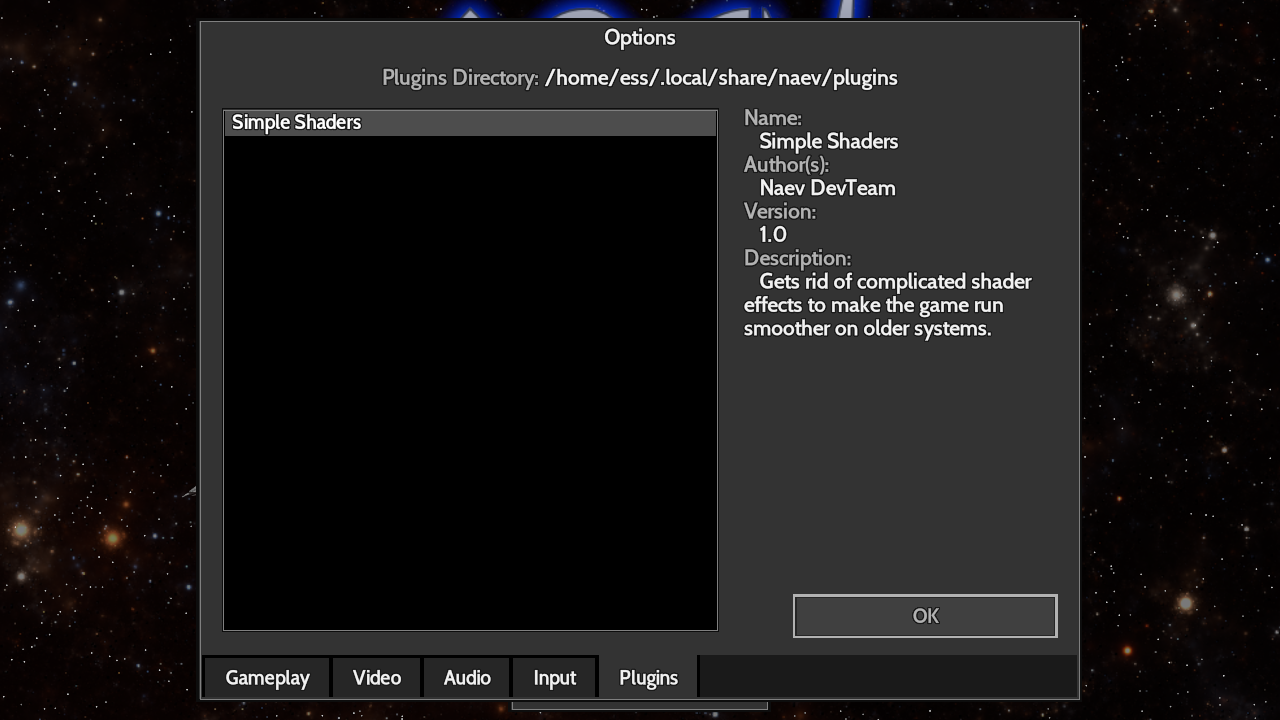 Options
Plugins Directory: /home/ess/.local/share/naev/plugins
Simple Shaders
Name:
Simple Shaders
Author(s):
Naev DevTeam
Version:
1.0
Description:
Gets rid of complicated shader
effects to make the game run
smoother on older systems.
OK
Gameplay
Video
Audio
Input
Plugins